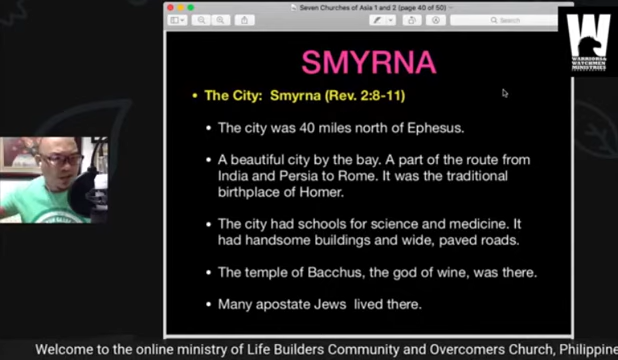 Seven Churches of Asia 1 and 2 (page 40 of 50)
Search
SMYRNA
• The City: Smyrna (Rev. 2:8-11)
• The city was 40 miles north of Ephesus.
• A beautiful city by the bay. A part of the route from
India and Persia to Rome. It was the traditional
birthplace of Homer.
• The city had schools for science and medicine. It
had handsome buildings and wide, paved roads.
• The temple of Bacchus, the god of wine, was there.
• Many apostate Jews lived there.
W
WARRIORS &
WATCHMEN
MINISTRIES
Welcome to the online ministry of Life Builders Community and Overcomers Church, Philippine